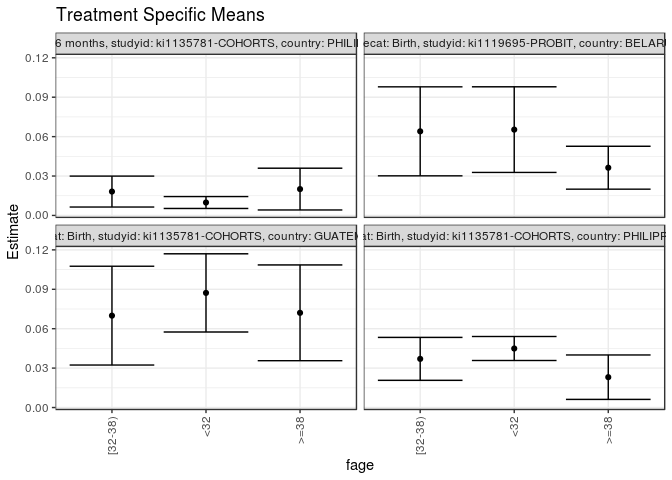 Treatment Specific Means
6 months, studyid: ki1135781-COHORTS, country: PHILI
ecat: Birth, studyid: ki1119695-PROBIT, country: BELAR
0.12
0.09
0.06
0.03
0.00
at: Birth, studyid: ki1135781-COHORTS, country: GUATEM
at: Birth, studyid: ki1135781-COHORTS, country: PHILIPP
0.12
0.09
0.06
0.03
0.00
Estimate
[32-38)
<32
>=38
[32-38)
<32
>=38
fage